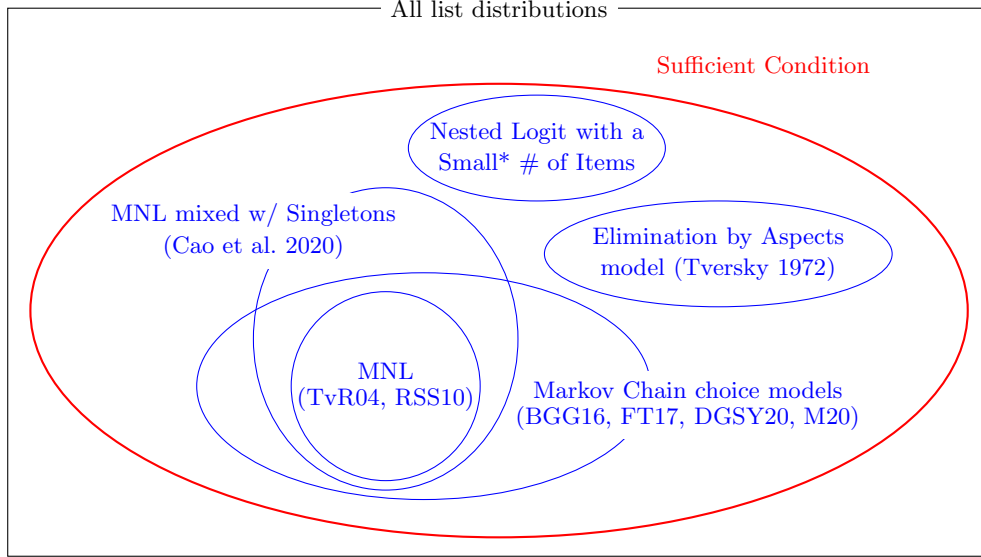 All list distributions
Sufficient Condition
Nested Logit with a
Small* # of Items
MNL mixed w/ Singletons
(Cao et al. 2020)
Elimination by Aspects
model (Tversky 1972)
MNL
(TvR04, RSS10)
Markov Chain choice models
(BGG16, FT17, DGSY20, M20)